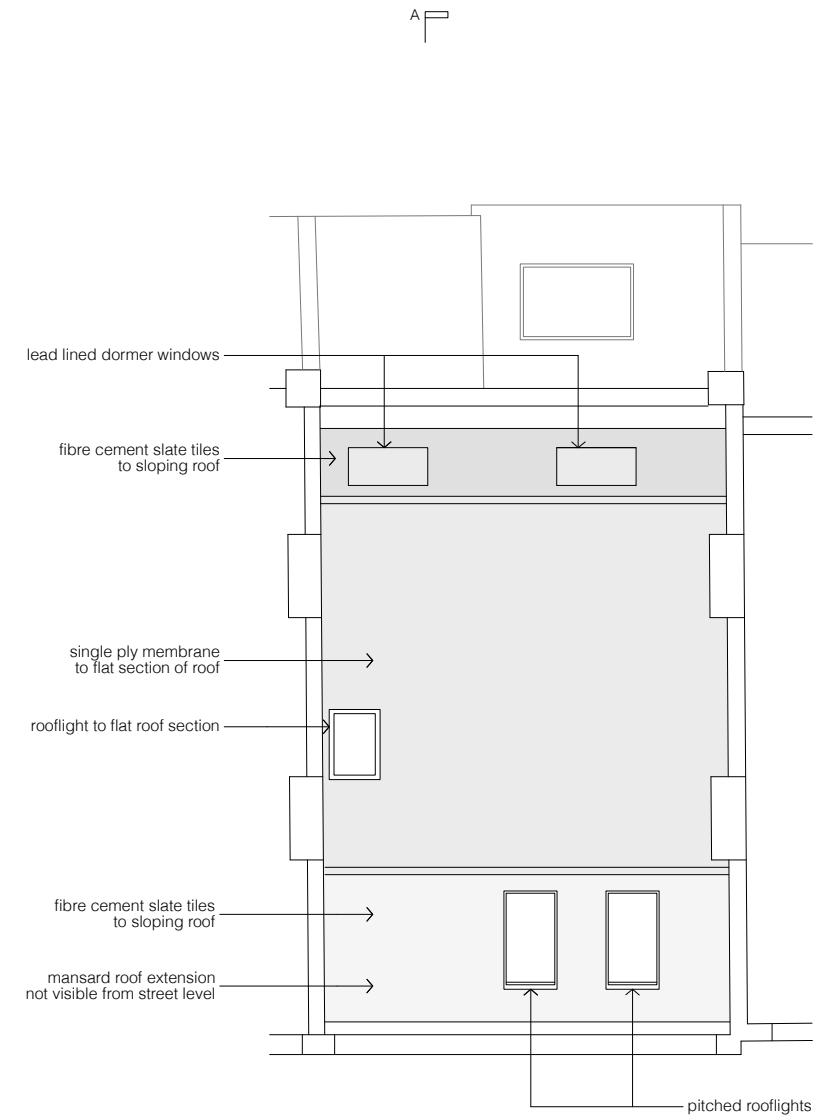 A
lead lined dormer windows
fibre cement slate tiles
to sloping roof
single ply membrane
to flat section of roof
rooflight to flat roof section
fibre cement slate tiles
to sloping roof
mansard roof extension
not visible from street level
pitched rooflights